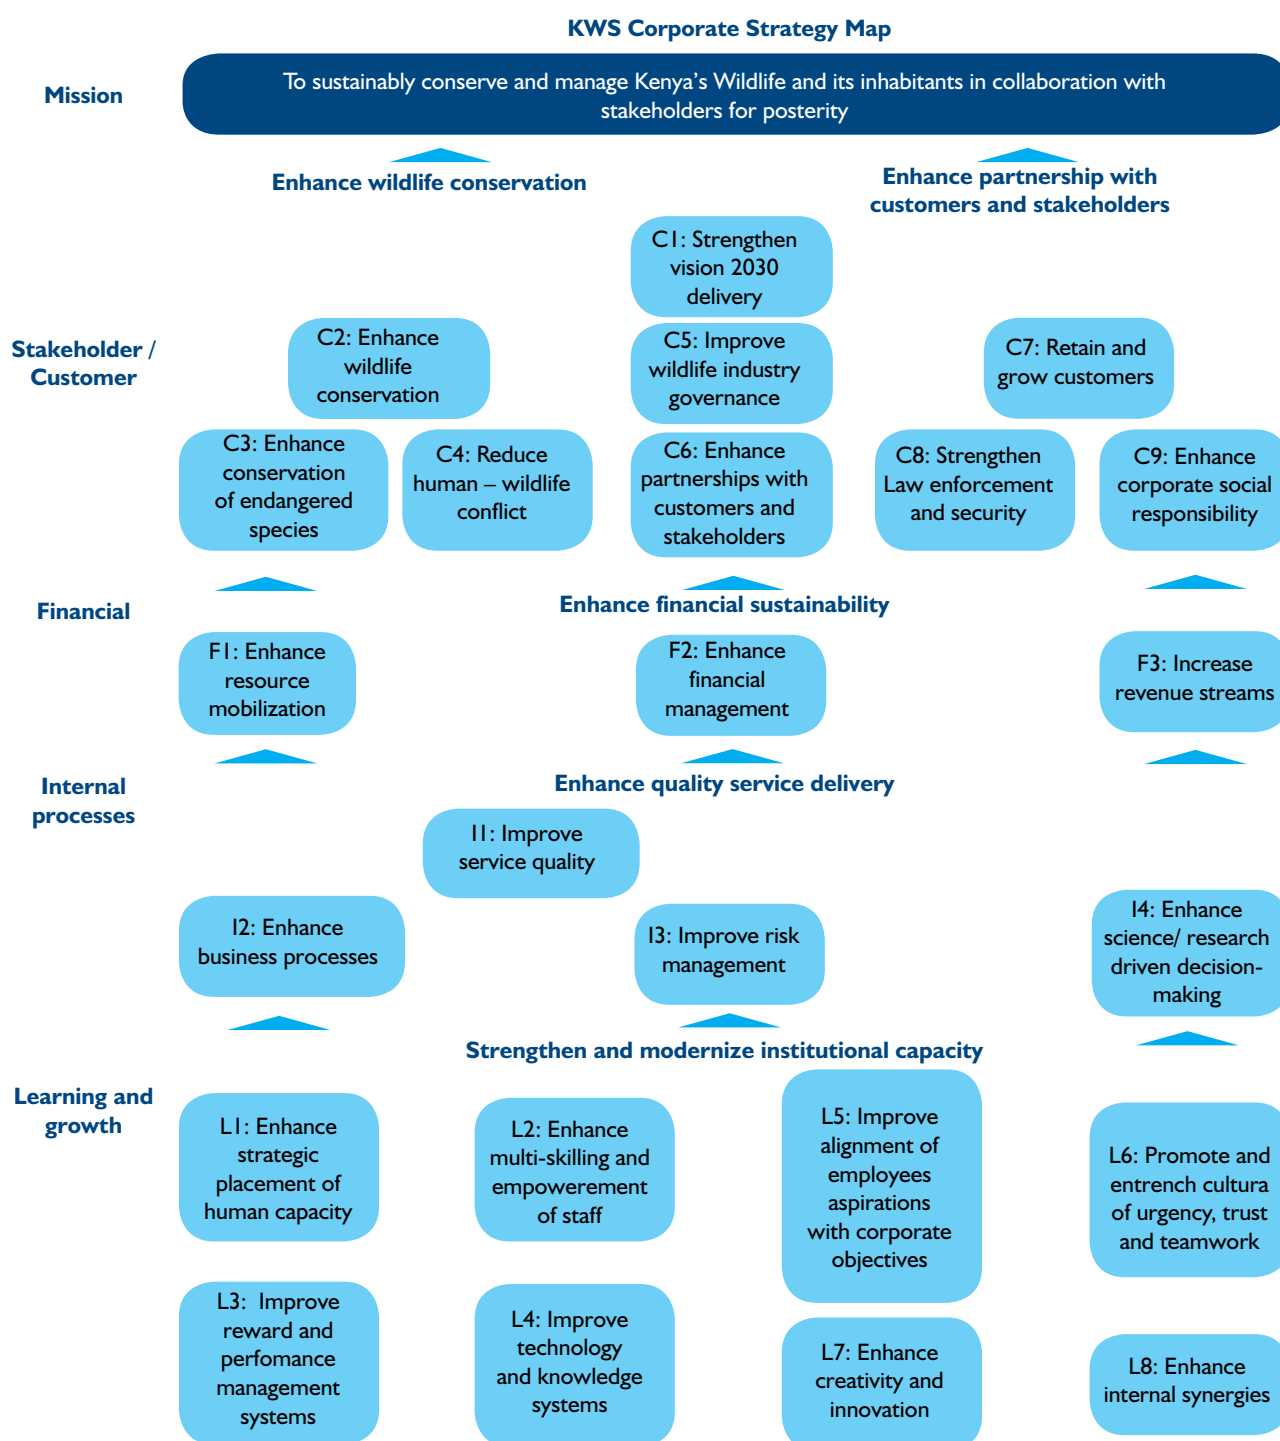 KWS Corporate Strategy Map
Mission
To sustainably conserve and manage Kenya's Wildlife and its inhabitants in collaboration with
stakeholders for posterity
Enhance wildlife conservation
Enhance partnership with
customers and stakeholders
Stakeholder /
Customer
C1: Strengthen
vision 2030
delivery
C2: Enhance
wildlife
conservation
C5: Improve
wildlife industry
governance
C7: Retain and
grow customers
C3: Enhance
conservation
of endangered
species
C4: Reduce
human – wildlife
conflict
C6: Enhance
partnerships with
customers and
stakeholders
C8: Strengthen
Law enforcement
and security
C9: Enhance
corporate social
responsibility
Financial
Enhance financial sustainability
F1: Enhance
resource
mobilization
F2: Enhance
financial
management
F3: Increase
revenue streams
Internal
processes
Enhance quality service delivery
I1: Improve
service quality
I2: Enhance
business processes
I3: Improve risk
management
I4: Enhance
science/ research
driven decision-
making
Strengthen and modernize institutional capacity
Learning and
growth
L1: Enhance
strategic
placement of
human capacity
L2: Enhance
multi-skilling and
empowerement
of staff
L5: Improve
alignment of
employees
aspirations
with corporate
objectives
L6: Promote and
entrench cultura
of urgency, trust
and teamwork
L3:  Improve
reward and
perfomance
management
systems
L4: Improve
technology
and knowledge
systems
L7: Enhance
creativity and
innovation
L8: Enhance
internal synergies